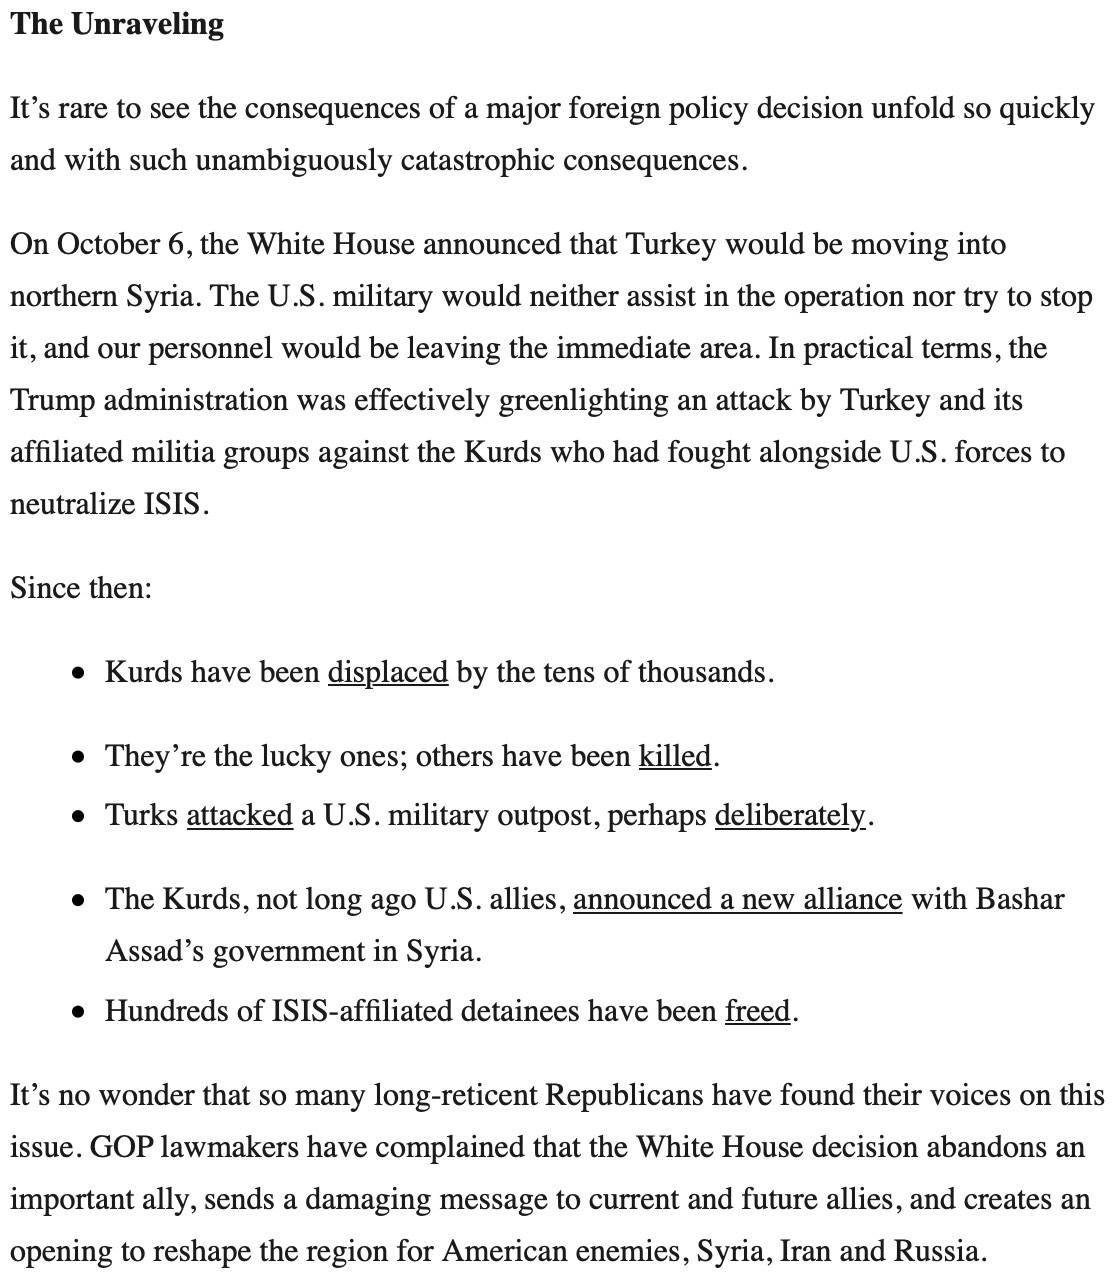 The Unraveling
It’s rare to see the consequences of a major foreign policy decision unfold so quickly
and with such unambiguously catastrophic consequences.
On October 6, the White House announced that Turkey would be moving into
northern Syria. The U.S. military would neither assist in the operation nor try to stop
it, and our personnel would be leaving the immediate area. In practical terms, the
Trump administration was effectively greenlighting an attack by Turkey and its
affiliated militia groups against the Kurds who had fought alongside U.S. forces to
neutralize ISIS.
Since then:
• Kurds have been displaced by the tens of thousands.
• They’re the lucky ones; others have been killed.
• Turks attacked a U.S. military outpost, perhaps deliberately.
• The Kurds, not long ago U.S. allies, announced a new alliance with Bashar
Assad’s government in Syria.
• Hundreds of ISIS-affiliated detainees have been freed.
It’s no wonder that so many long-reticent Republicans have found their voices on this
issue. GOP lawmakers have complained that the White House decision abandons an
important ally, sends a damaging message to current and future allies, and creates an
opening to reshape the region for American enemies, Syria, Iran and Russia.